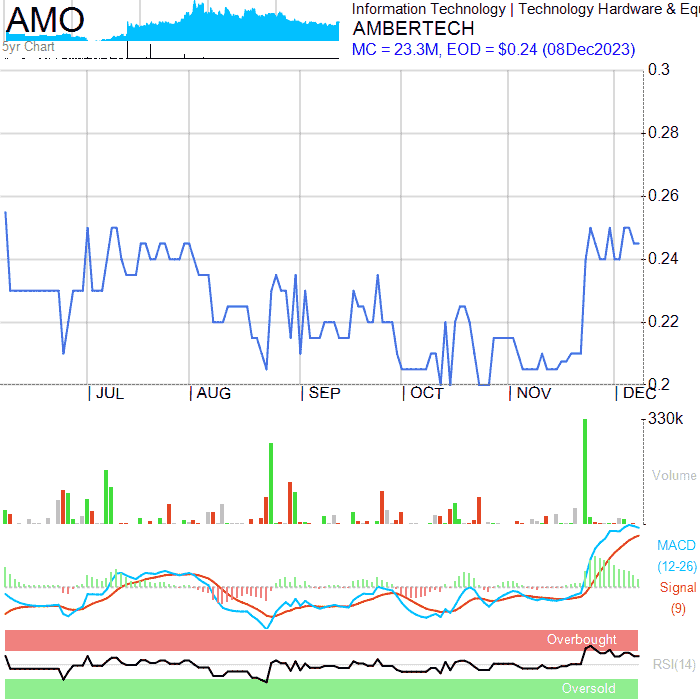 AMO
5yr Chart
Information Technology | Technology Hardware & Equ
AMBERTECH
MC = 23.3M, EOD = $0.24 (08Dec2023)
0.3
0.28
0.26
0.24
0.22
0.2
| JUL | AUG | SEP | OCT | NOV | DEC
330k
Volume
MACD
(12-26)
Signal
(9)
Overbought
RSI(14)
Oversold